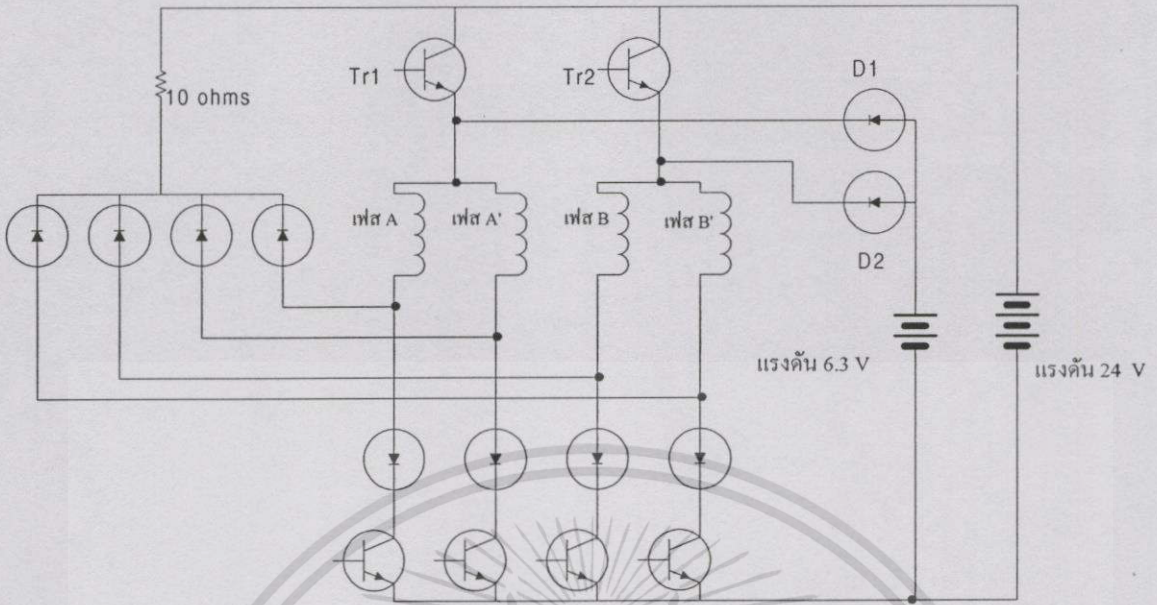 Tr1
Tr2
D1
10 ohms
เฟส A
เฟส A'
เฟส B
เฟส B'
D2
แรงดัน 6.3 V
แรงดัน 24 V